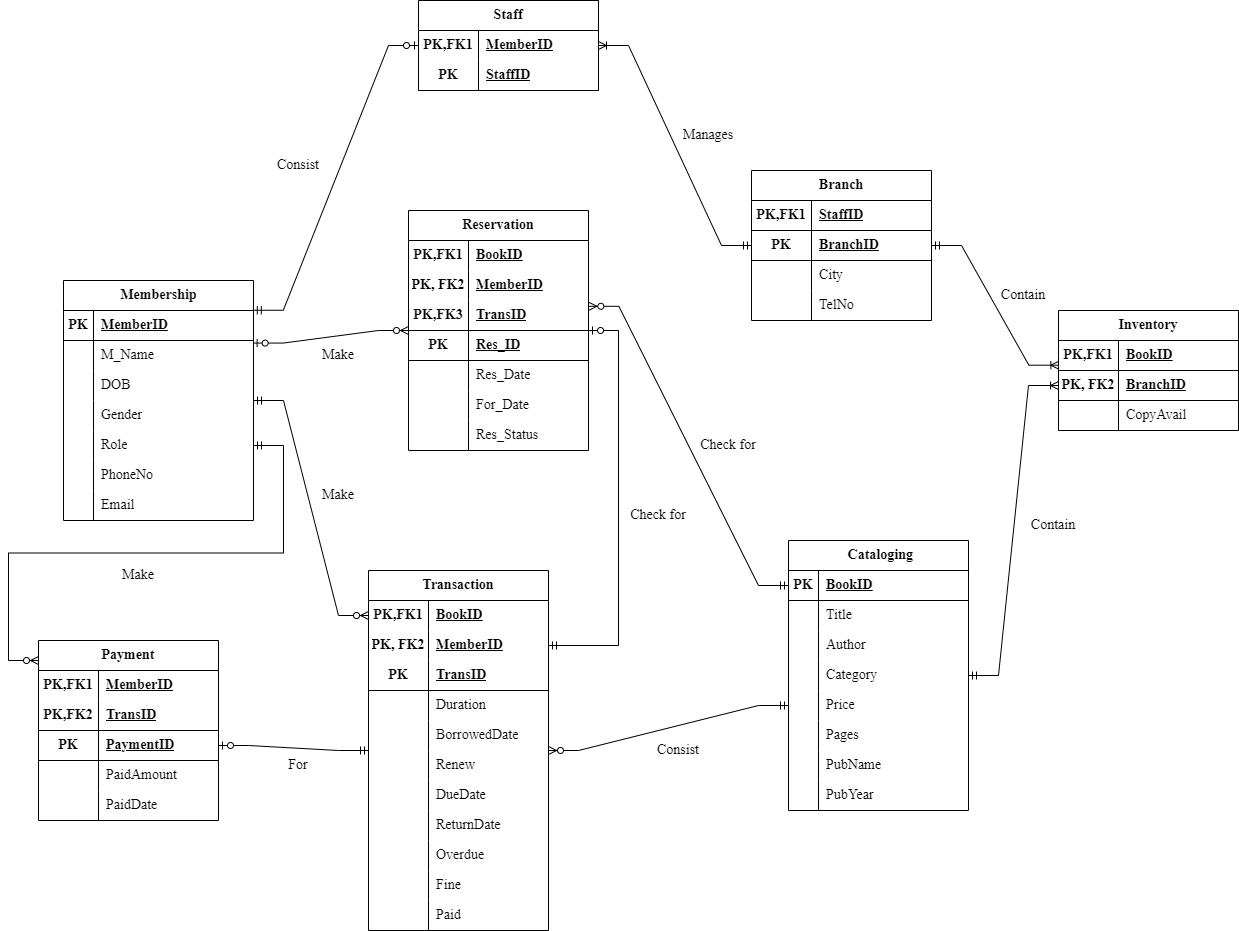 Staff
PK,FK1 MemberID
PK StaffID
Manages
Consist
Branch
PK,FK1 StaffID
PK BranchID
City
TelNo
Reservation
PK,FK1 BookID
PK, FK2 MemberID
PK,FK3 TransID
PK Res_ID
Res_Date
For_Date
Res_Status
Membership
PK MemberID
M_Name
DOB
Gender
Role
PhoneNo
Email
Contain
Inventory
PK,FK1 BookID
PK, FK2 BranchID
CopyAvail
Make
Check for
Make
Check for
Contain
Make
Cataloging
PK BookID
Title
Author
Category
Price
Pages
PubName
PubYear
Transaction
PK,FK1 BookID
PK, FK2 MemberID
PK TransID
Duration
BorrowedDate
Renew
DueDate
ReturnDate
Overdue
Fine
Paid
Payment
PK,FK1 MemberID
PK,FK2 TransID
PK PaymentID
PaidAmount
PaidDate
For
Consist